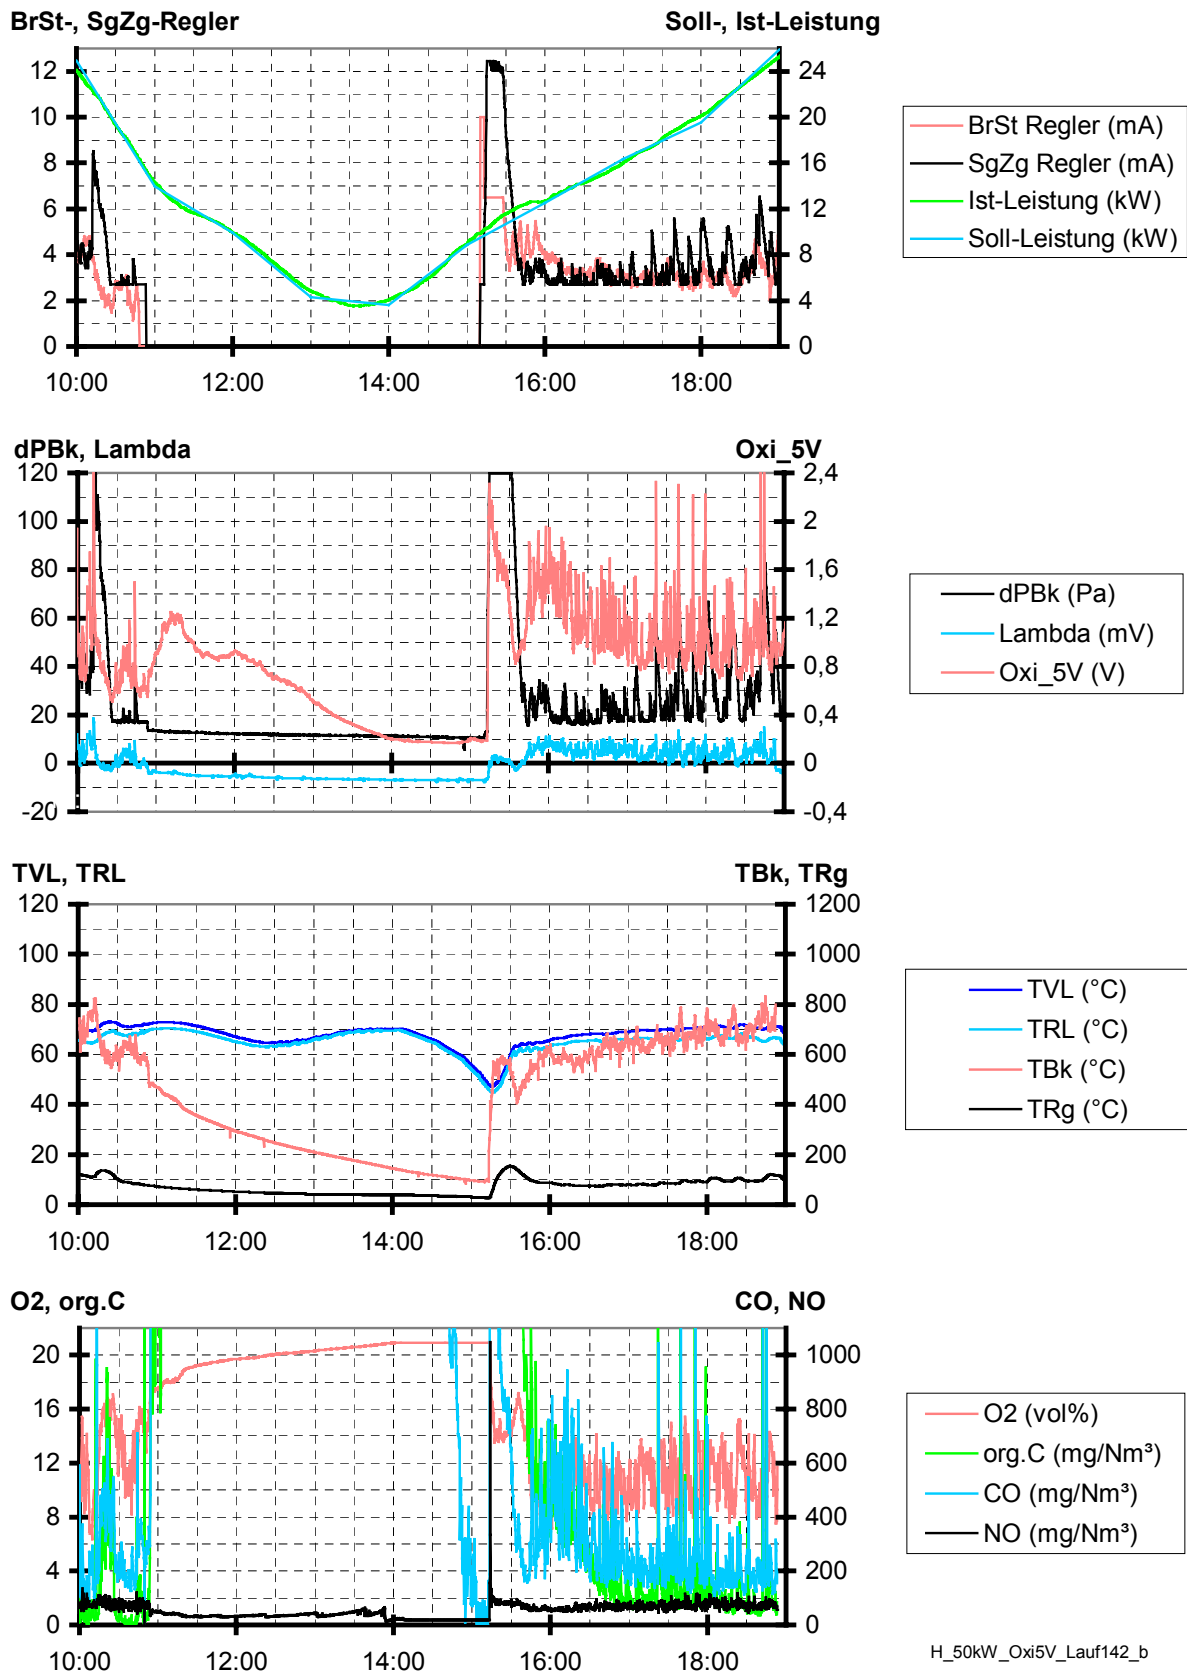 BrSt-, SgZg-Regler Soll-, Ist-Leistung
12 24
10 20
8 16
6 12
4 8
2 4
0 0
10:00 12:00 14:00 16:00 18:00
BrSt Regler (mA)
SgZg Regler (mA)
Ist-Leistung (kW)
Soll-Leistung (kW)
dPBk, Lambda Oxi_5V
120 2,4
100 2
80 1,6
60 1,2
40 0,8
20 0,4
0 0
-20 -0,4
dPBk (Pa)
Lambda (mV)
Oxi_5V (V)
TVL, TRL TBk, TRg
120 1200
100 1000
80 800
60 600
40 400
20 200
0 0
10:00 12:00 14:00 16:00 18:00
TVL (°C)
TRL (°C)
TBk (°C)
TRg (°C)
O2, org.C CO, NO
20 1000
16 800
12 600
8 400
4 200
0 0
10:00 12:00 14:00 16:00 18:00
O2 (vol%)
org.C (mg/Nm³)
CO (mg/Nm³)
NO (mg/Nm³)
H_50kW_Oxi5V_Lauf142_b